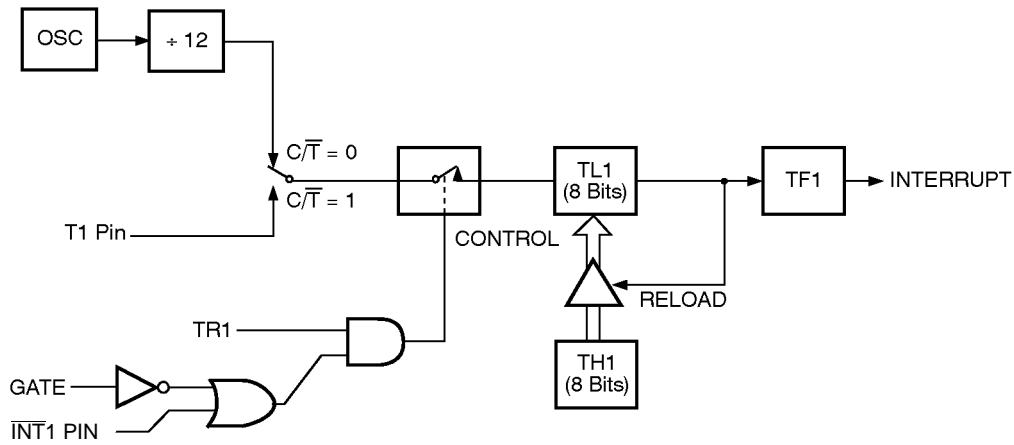 OSC
÷ 12
C/T̅ = 0
C/T̅ = 1
T1 Pin
TL1
(8 Bits)
TF1
INTERRUPT
CONTROL
RELOAD
TR1
TH1
(8 Bits)
GATE
I̅N̅T̅1 PIN